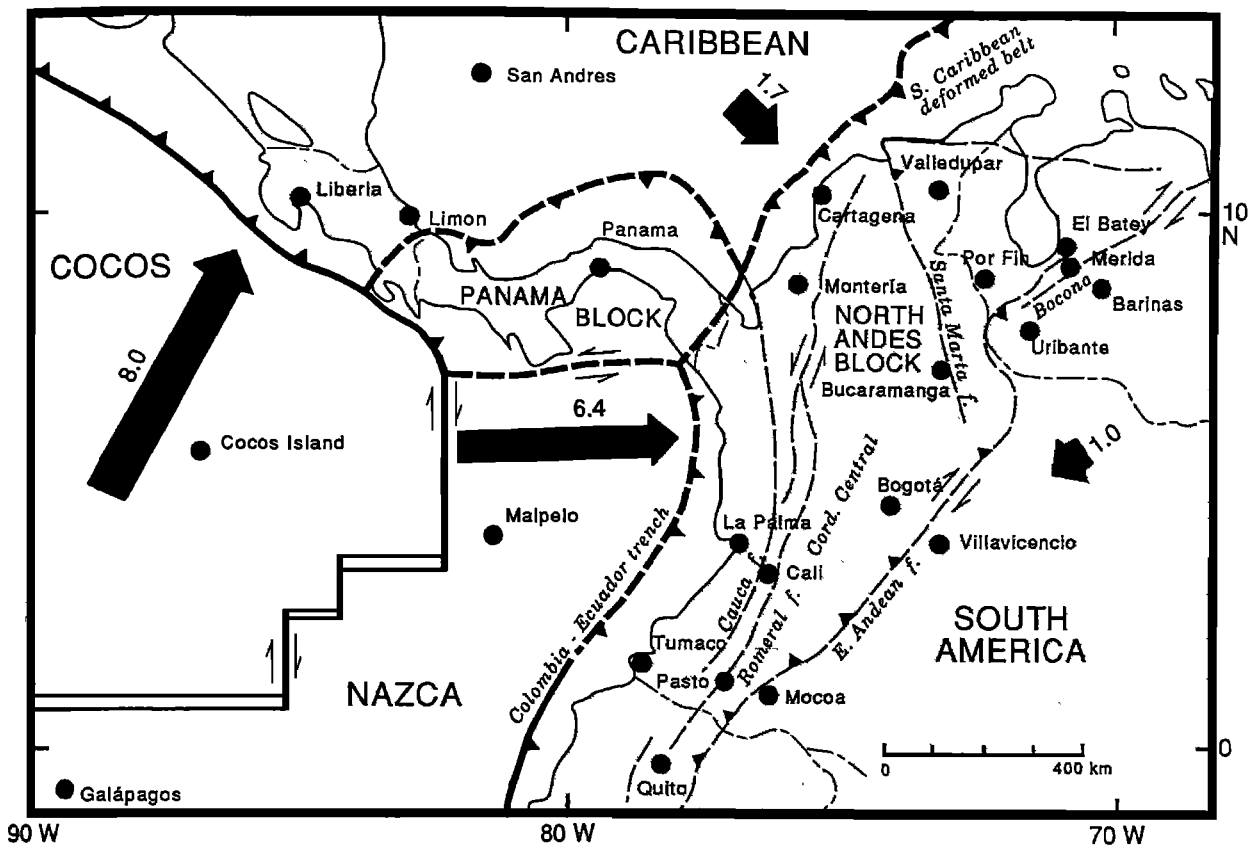 CARIBBEAN
San Andres
1.7
S. Caribbean
deformed belt
Valledupar
Liberia
Limon
Cartagena
10
N
COCOS
Panama
El Batey
Por Fin
Merida
PANAMA
BLOCK
Montería
Santa Marta f.
Bocona
Barinas
NORTH
ANDES
BLOCK
Uribante
8.0
Bucaramanga
6.4
Cocos Island
1.0
Cord. Central
Bogotá
Malpelo
La Palma
Villavicencio
Colombia - Ecuador trench
Cali
Cauca f.
Romeral f.
E. Andean f.
SOUTH
AMERICA
Tumaco
NAZCA
Pasto
Mocoa
0
0
400 km
Quito
Galápagos
90 W
80 W
70 W